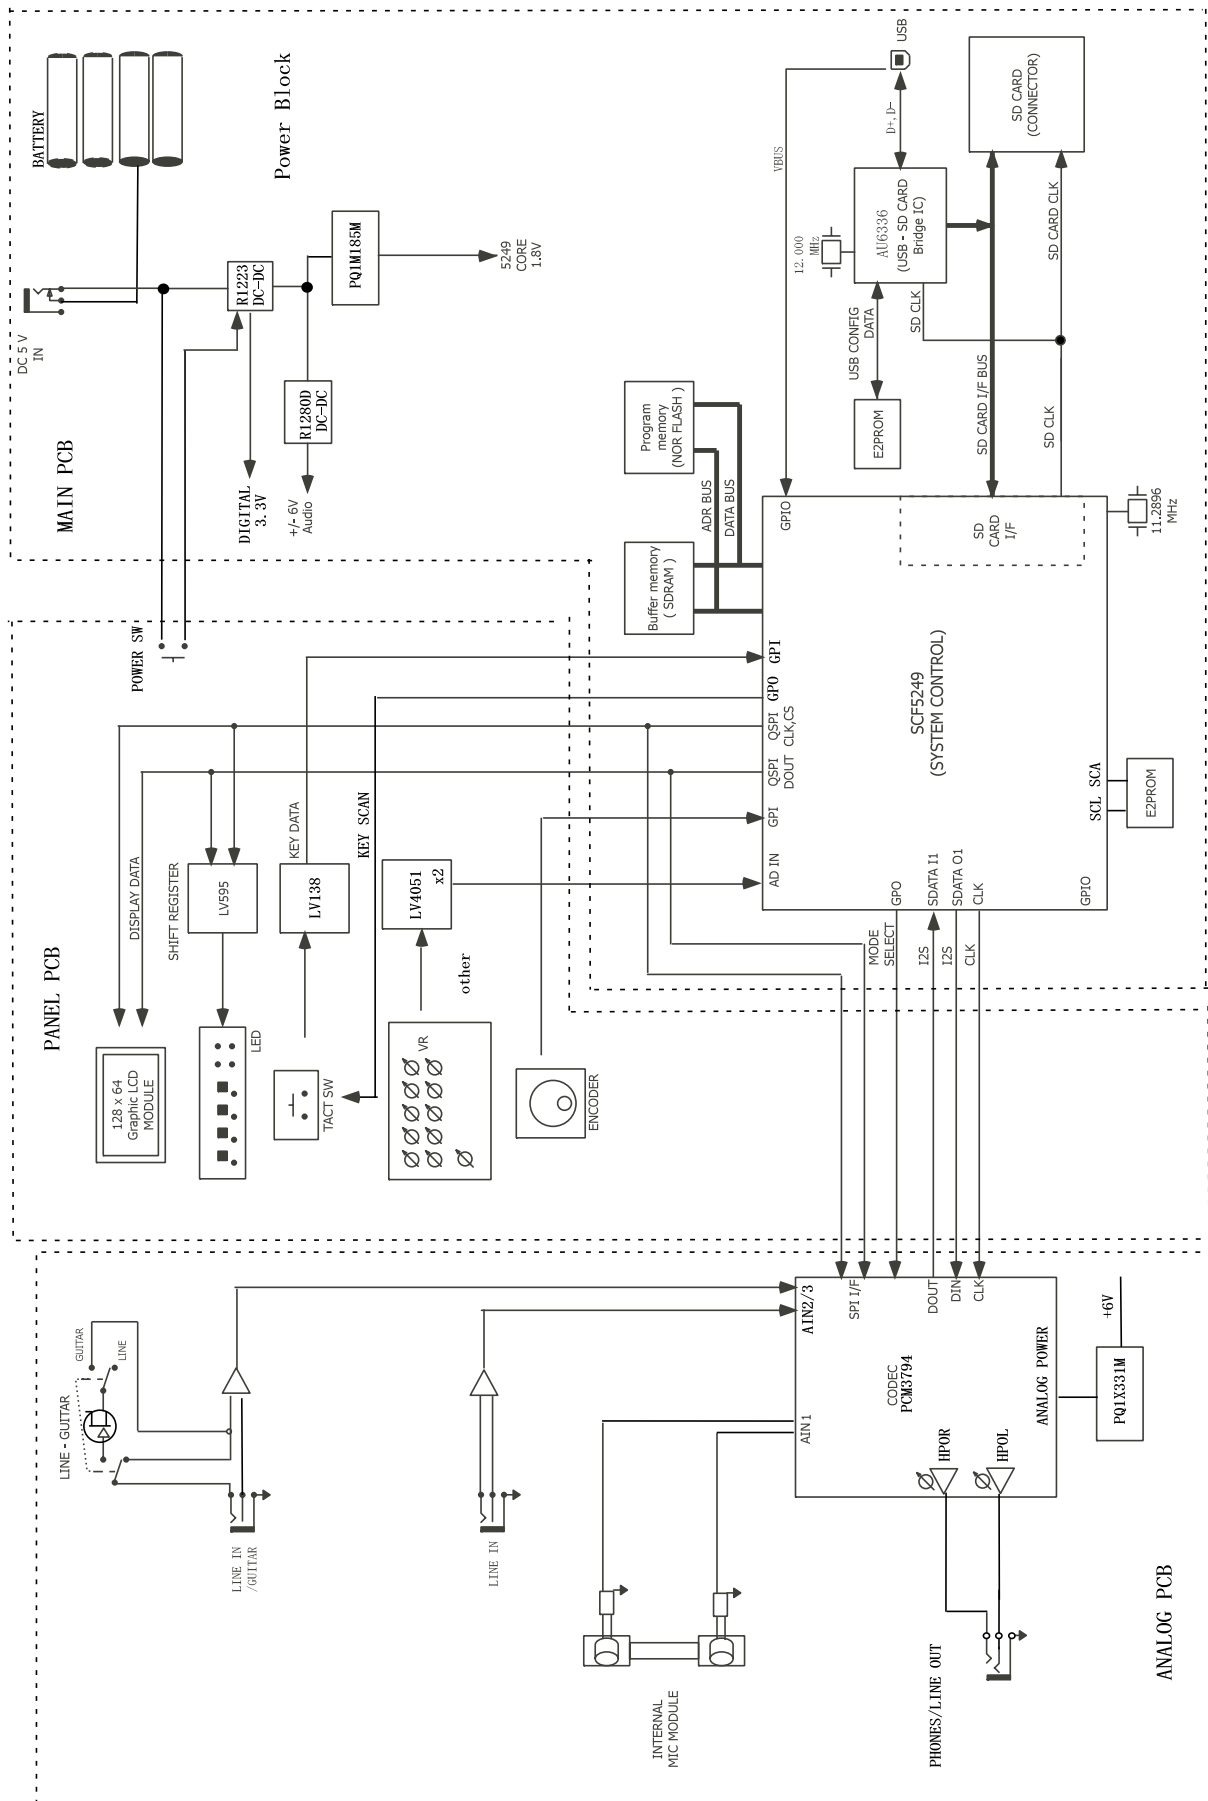 BATTERY
Power Block
DC 5 V
IN
R1223
DC-DC
PQ1M185M
5249
CORE
1.8V
R1280D
DC-DC
DIGITAL
3.3V
+/- 6V
Audio
MAIN PCB
USB
VBUS
D+,D-
SD CARD
(CONNECTOR)
AU6336
(USB - SD CARD
Bridge IC)
12.000
MHz
SD CARD CLK
USB CONFIG
DATA
SD CLK
E2PROM
SD CARD I/F BUS
SD CLK
Program
memory
(NOR FLASH )
ADR BUS
DATA BUS
Buffer memory
( SDRAM )
GPIO
SD
CARD
I/F
11.2896
MHz
GPI
GPO
QSPI
CLK,CS
QSPI
DOUT
GPI
AD IN
SCF5249
(SYSTEM CONTROL)
SCL SCA
E2PROM
GPO
SDATA I1
SDATA O1
CLK
GPIO
MODE
SELECT
I2S
I2S
CLK
POWER SW
PANEL PCB
DISPLAY DATA
SHIFT REGISTER
LV595
KEY DATA
LV138
KEY SCAN
LV4051
x2
other
128 x 64
Graphic LCD
MODULE
LED
TACT SW
VR
ENCODER
GUITAR
LINE
LINE - GUITAR
LINE IN
/GUITAR
LINE IN
AIN2/3
SPI I/F
DOUT
DIN
CLK
CODEC
PCM3794
AIN1
HPOR
HPOL
ANALOG POWER
+6V
PQ1X331M
INTERNAL
MIC MODULE
PHONES/LINE OUT
ANALOG PCB